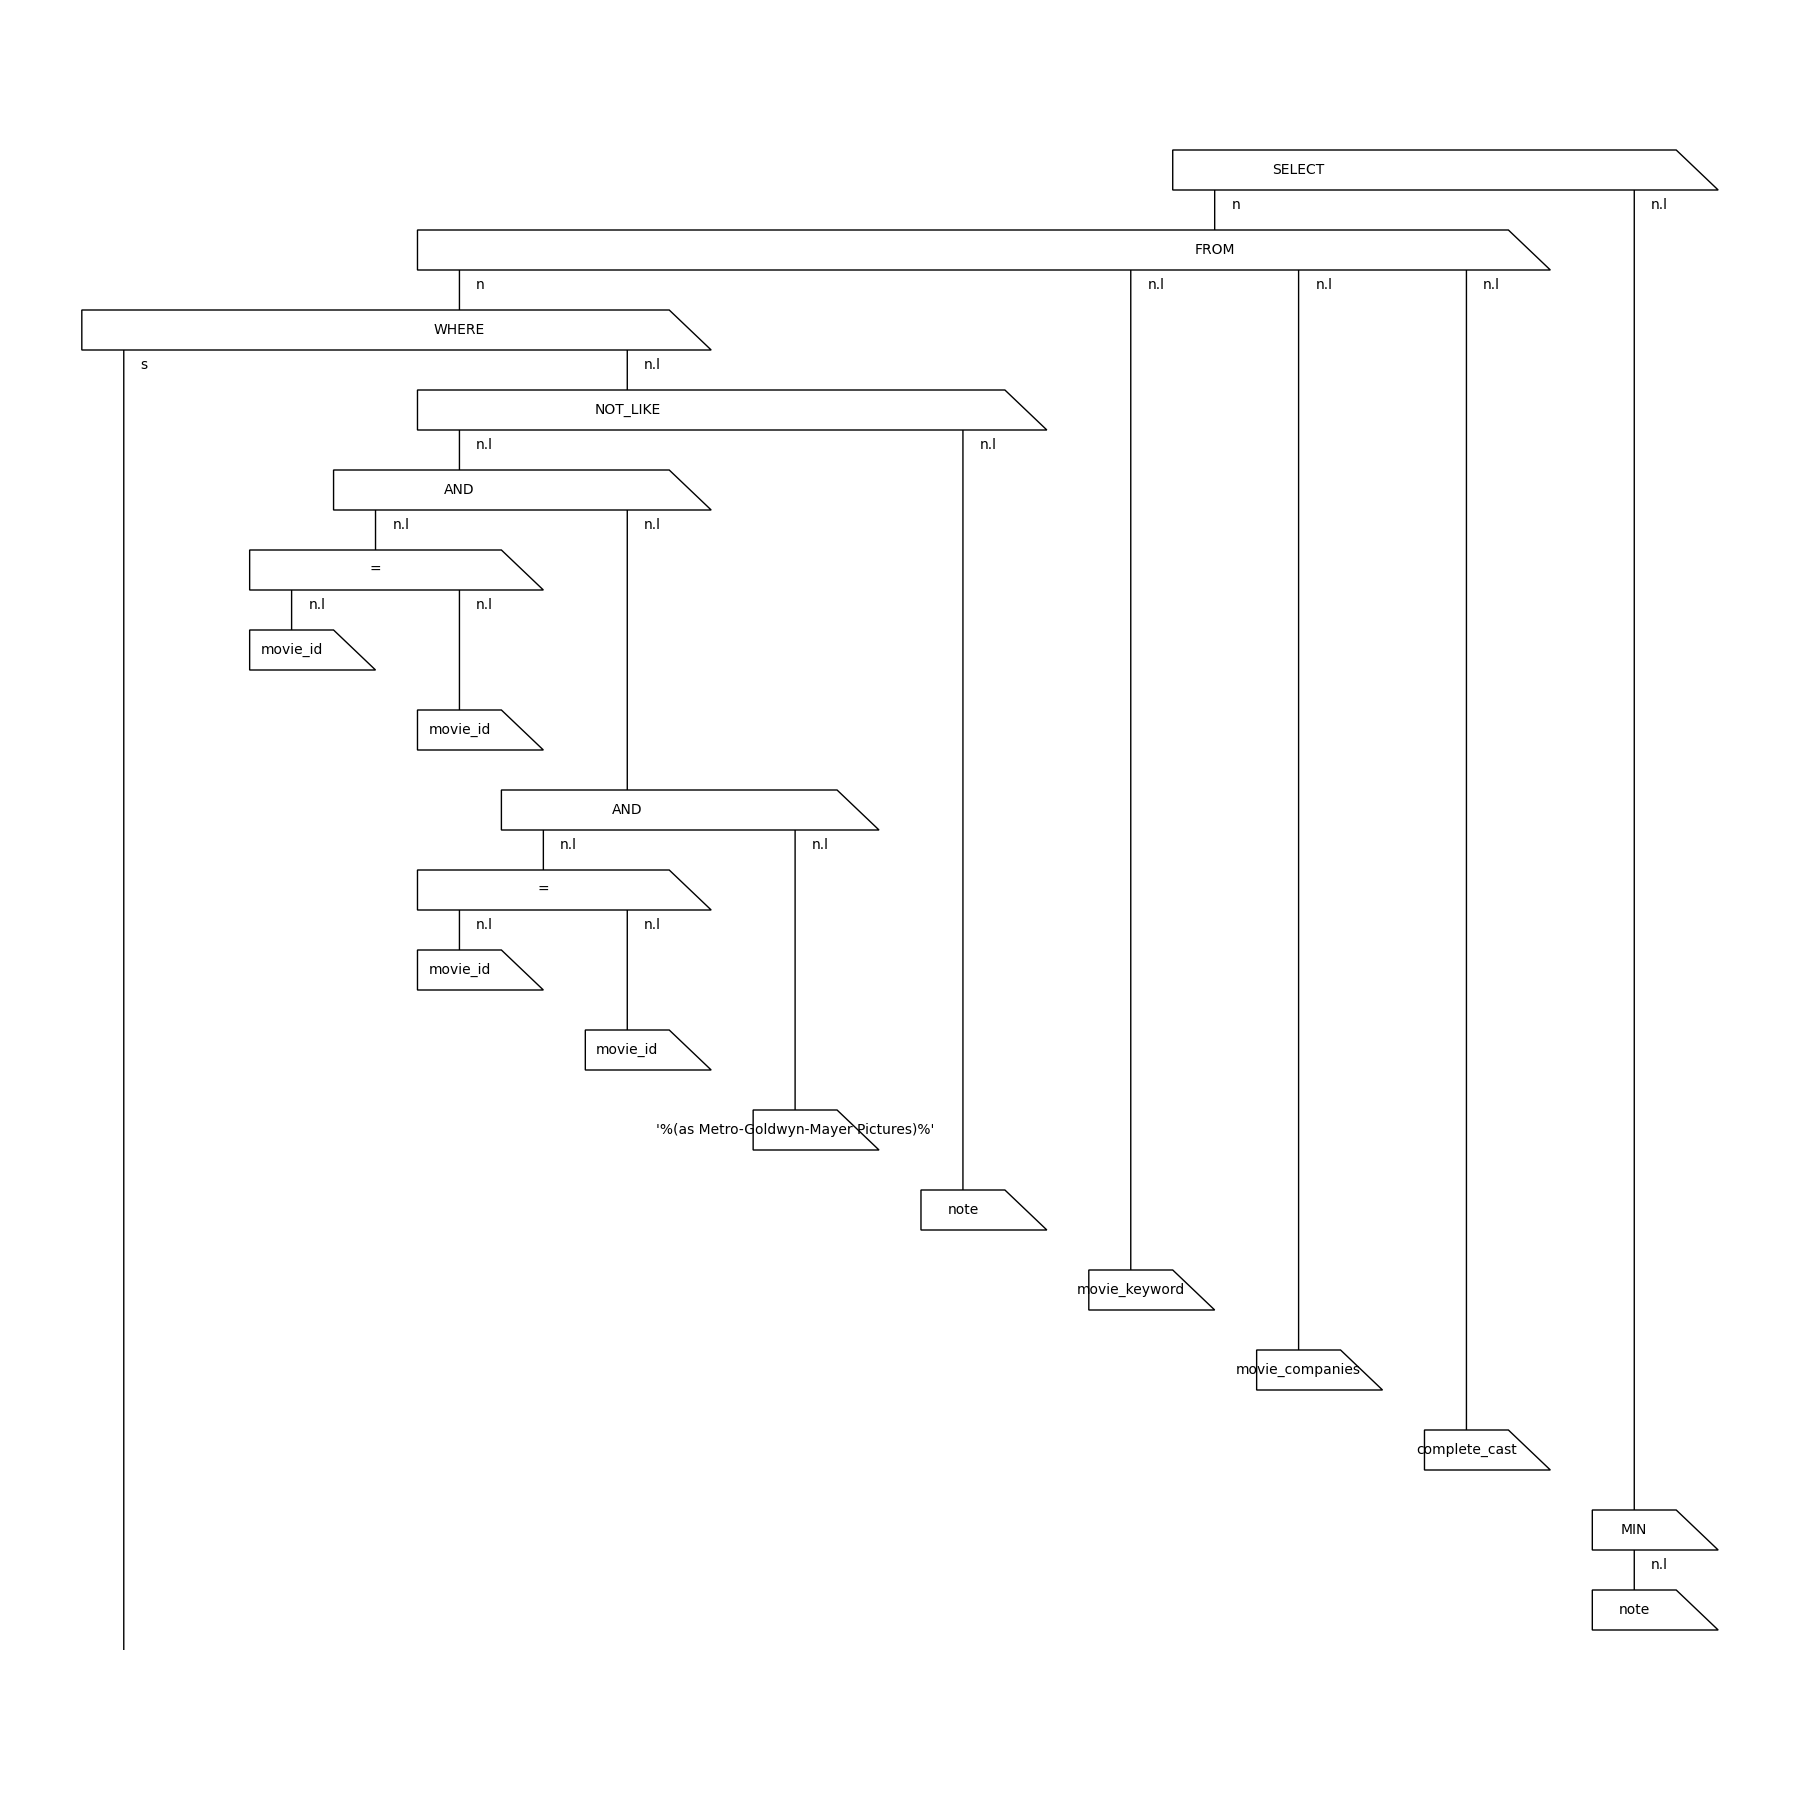 SELECT
n n.l
FROM
n n.l n.l n.l
WHERE
s n.l
NOT_LIKE
n.l n.l
AND
n.l n.l
=
n.l n.l
movie_id
movie_id
AND
n.l n.l
=
n.l n.l
movie_id
movie_id
'%(as Metro-Goldwyn-Mayer Pictures)%'
note
movie_keyword
movie_companies
complete_cast
MIN
n.l
note